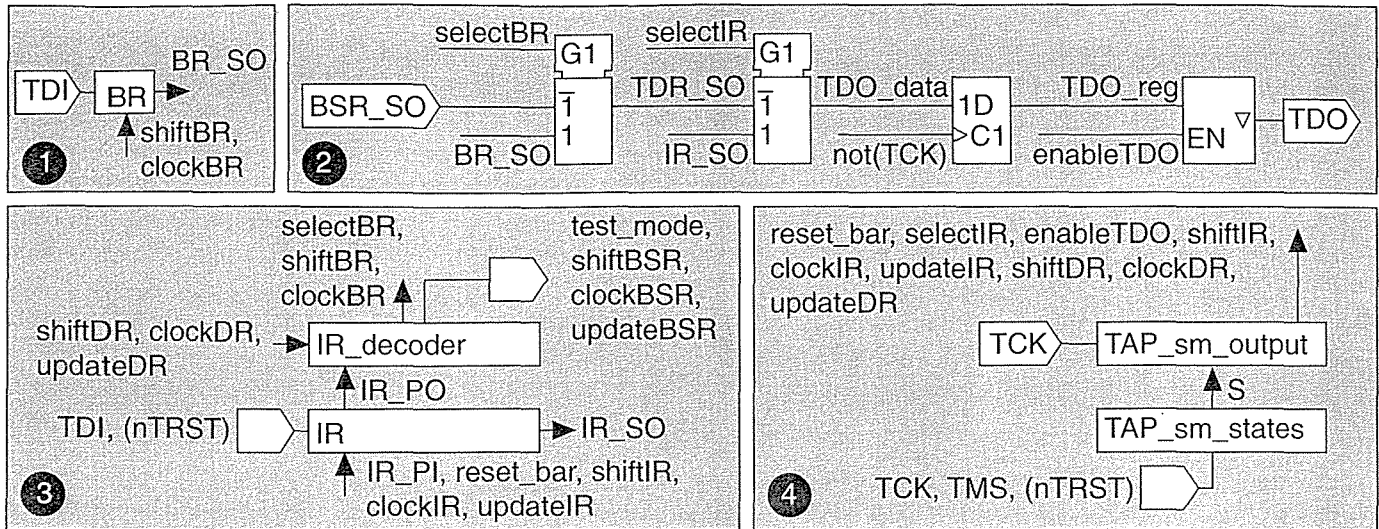 TDI
BR
BR_SO
shiftBR,
clockBR
1
selectBR
G1
selectIR
G1
BSR_SO
1
1
BR_SO
TDR_SO
1
1
IR_SO
TDO_data
1D
C1
not(TCK)
TDO_reg
EN
enableTDO
TDO
2
selectBR,
shiftBR,
clockBR
test_mode,
shiftBSR,
clockBSR,
updateBSR
shiftDR, clockDR,
updateDR
IR_decoder
IR_PO
TDI, (nTRST)
IR
IR_SO
IR_PI, reset_bar, shiftIR,
clockIR, updateIR
3
reset_bar, selectIR, enableTDO, shiftIR,
clockIR, updateIR, shiftDR, clockDR,
updateDR
TCK
TAP_sm_output
S
TAP_sm_states
TCK, TMS, (nTRST)
4